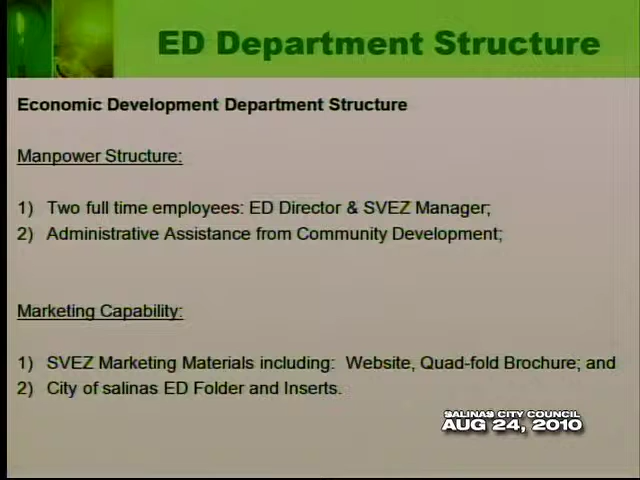 ED Department Structure
Economic Development Department Structure
Manpower Structure:
1) Two full time employees: ED Director & SVEZ Manager;
2) Administrative Assistance from Community Development;
Marketing Capability:
1) SVEZ Marketing Materials including: Website, Quad-fold Brochure; and
2) City of salinas ED Folder and Inserts.
SALINAS CITY COUNCIL
AUG 24, 2010